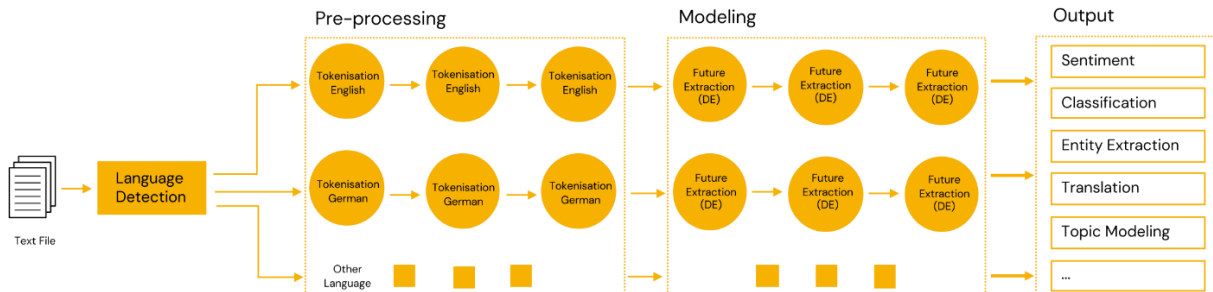 Pre-processing
Modeling
Output
Tokenisation
English
Tokenisation
English
Tokenisation
English
Future
Extraction
(DE)
Future
Extraction
(DE)
Future
Extraction
(DE)
Sentiment
Classification
Entity Extraction
Translation
Topic Modeling
...
Text File
Language
Detection
Tokenisation
German
Tokenisation
German
Tokenisation
German
Future
Extraction
(DE)
Future
Extraction
(DE)
Future
Extraction
(DE)
Other
Language